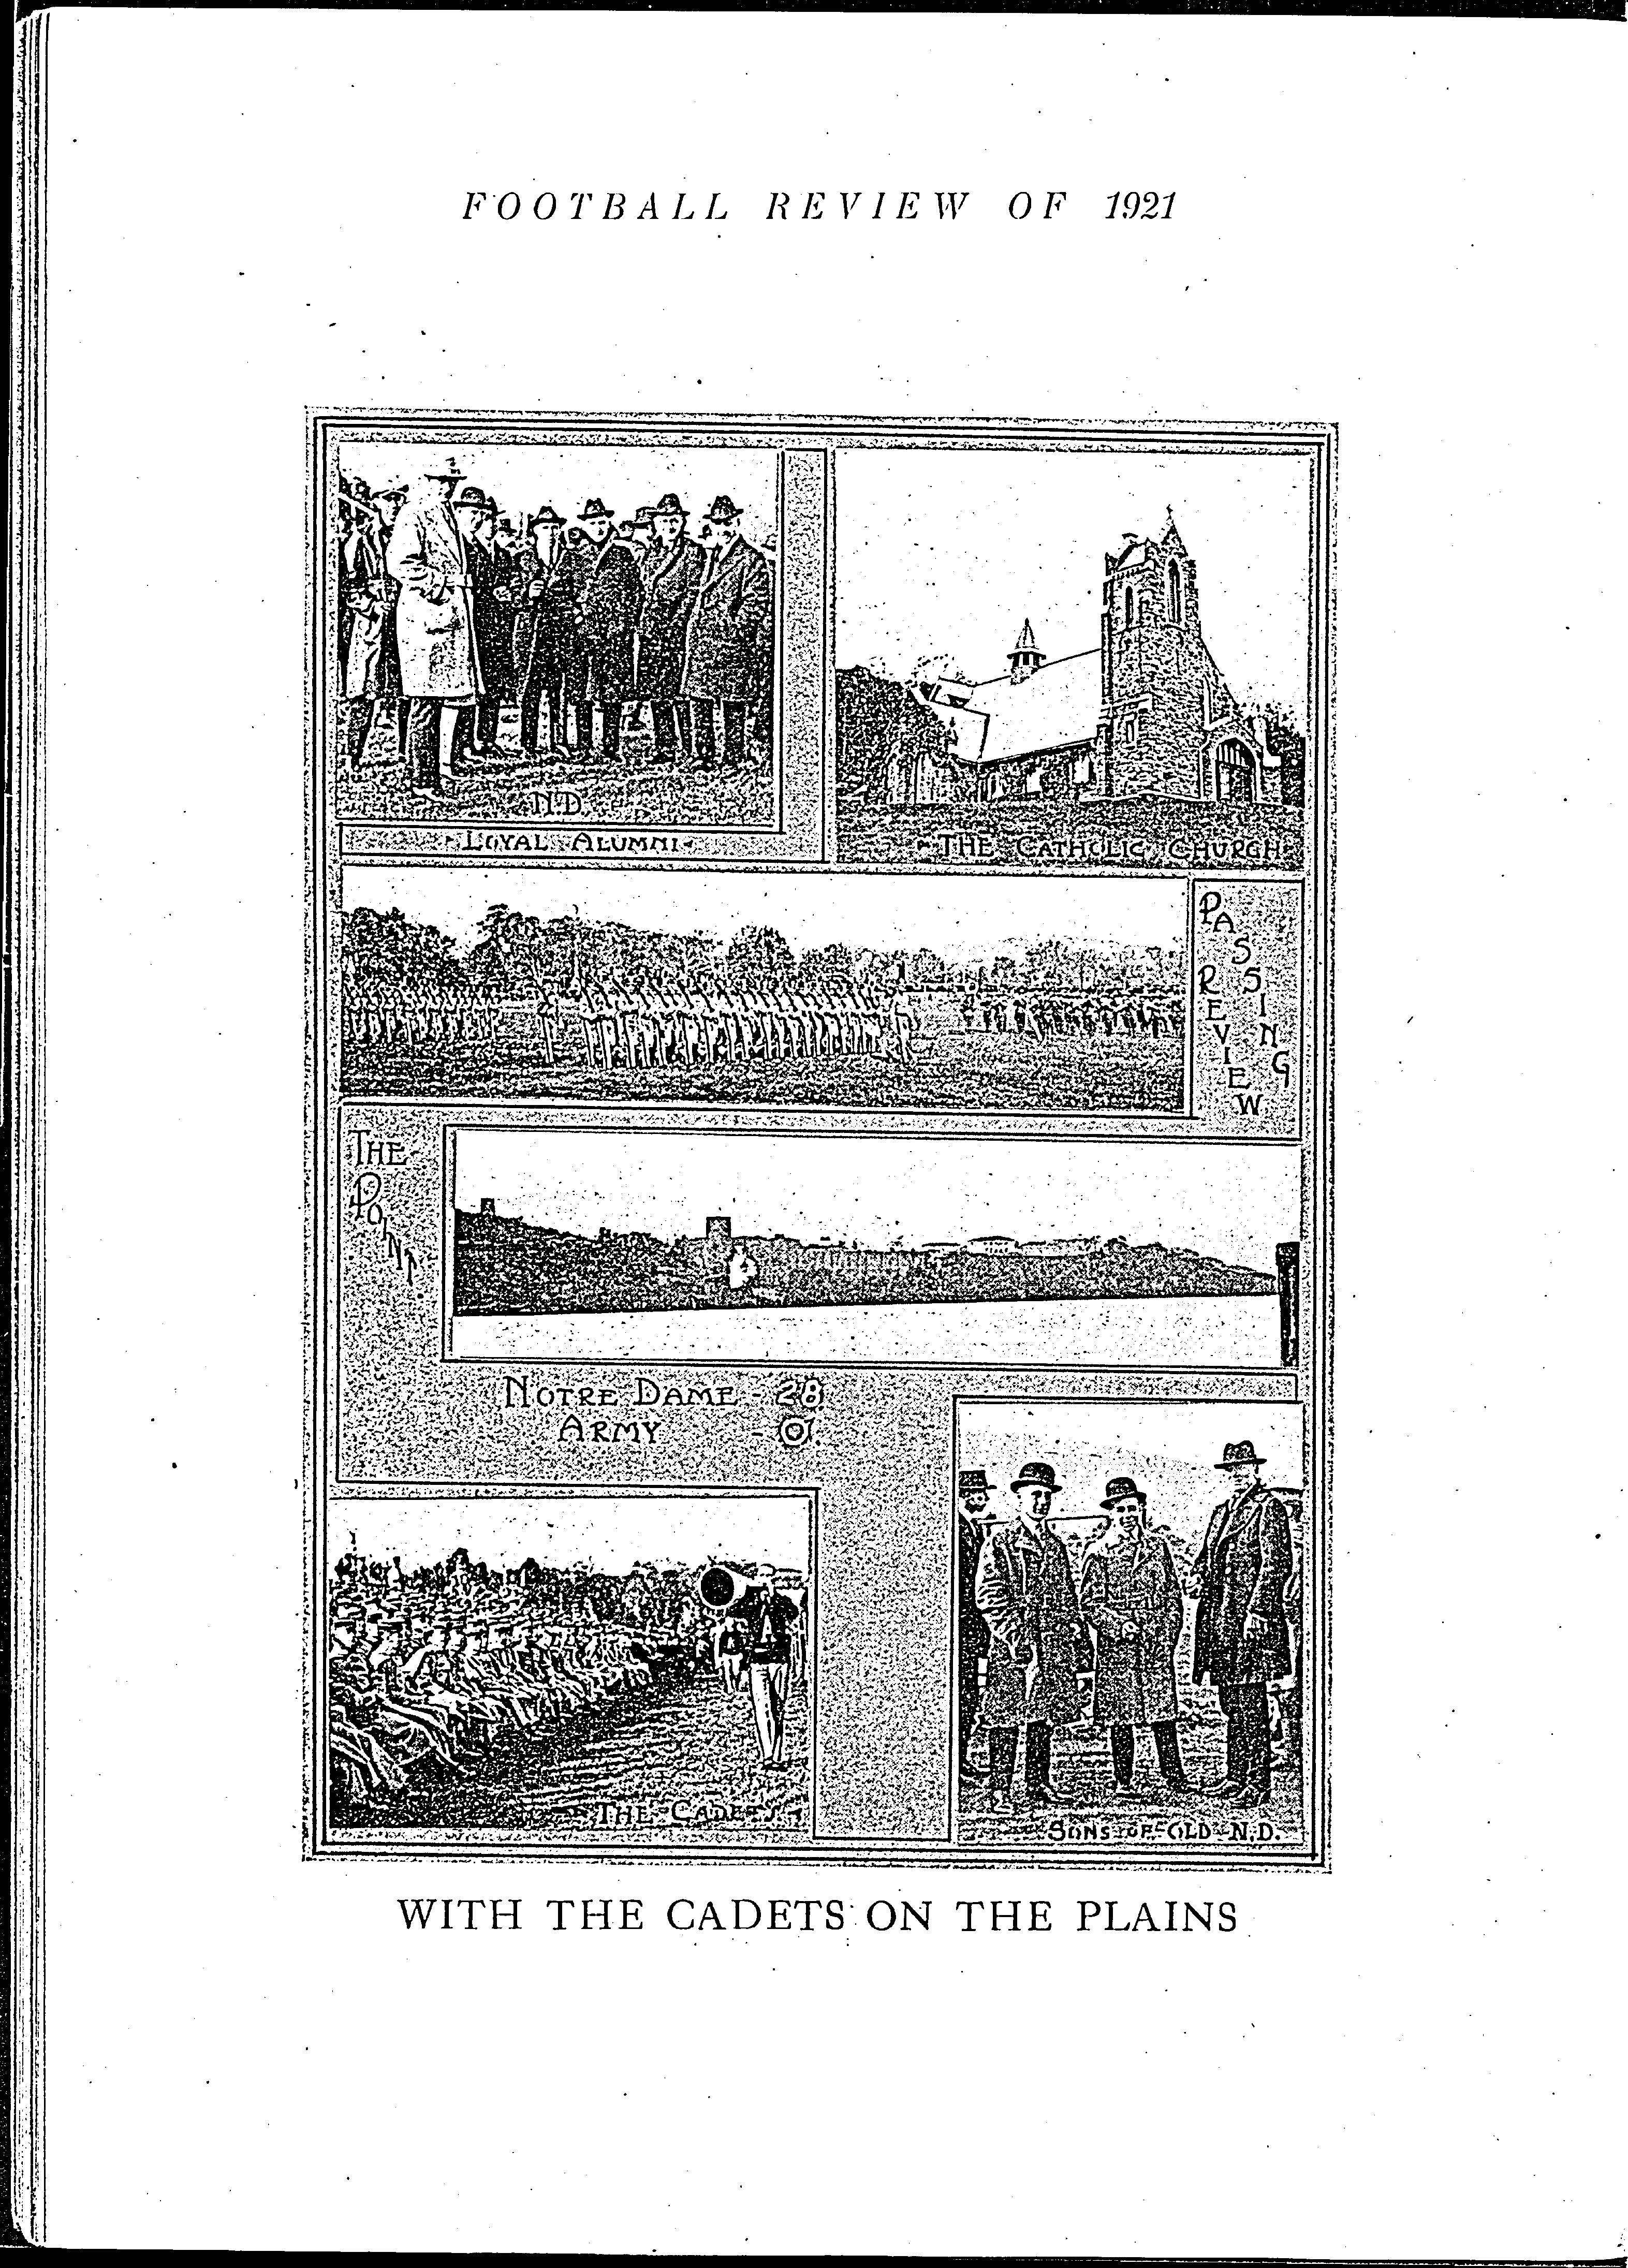 FOOTBALL REVIEW OF 1921
N.D.
LOYAL ALUMNI
THE CATHOLIC CHURCH
PASSING
REVIEW
THE
POINT
NOTRE DAME - 28
ARMY - 0
THE CADETS
SONS OF OLD N.D.
WITH THE CADETS ON THE PLAINS